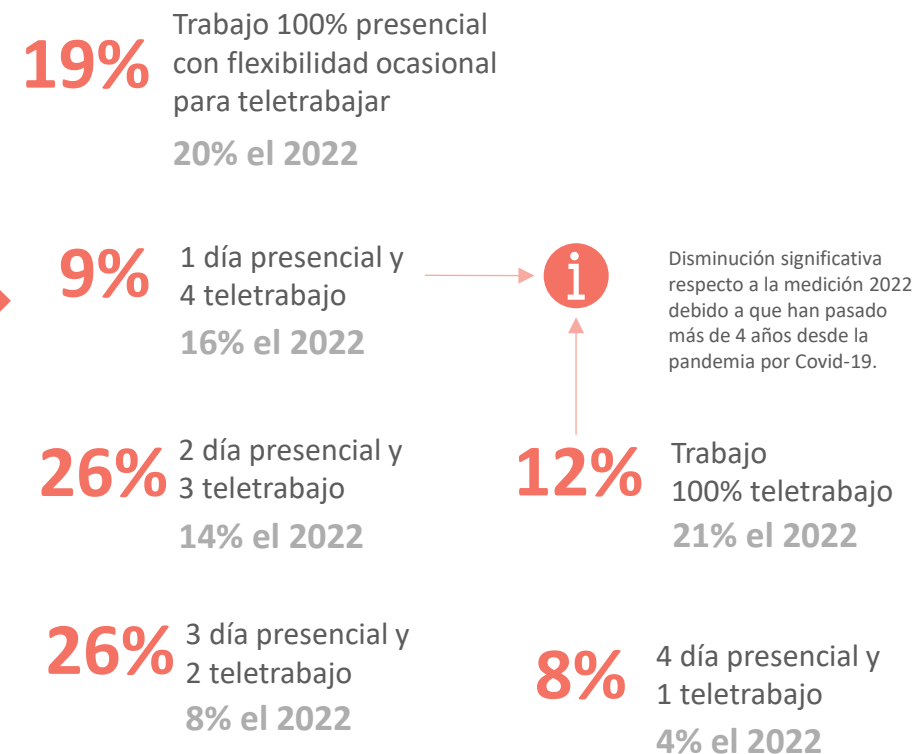 19%
Trabajo 100% presencial
con flexibilidad ocasional
para teletrabajar
20% el 2022
9%
1 día presencial y
4 teletrabajo
16% el 2022
i
Disminución significativa
respecto a la medición 2022
debido a que han pasado
más de 4 años desde la
pandemia por Covid-19.
26%
2 día presencial y
3 teletrabajo
14% el 2022
12%
Trabajo
100% teletrabajo
21% el 2022
26%
3 día presencial y
2 teletrabajo
8% el 2022
8%
4 día presencial y
1 teletrabajo
4% el 2022